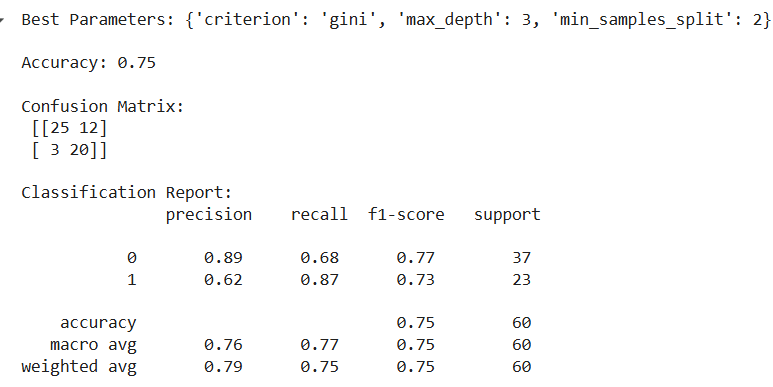 Best Parameters: {'criterion': 'gini', 'max_depth': 3, 'min_samples_split': 2}
Accuracy: 0.75
Confusion Matrix:
[[25 12]
[ 3 20]]
Classification Report:
precision recall f1-score support
0 0.89 0.68 0.77 37
1 0.62 0.87 0.73 23
accuracy 0.75 60
macro avg 0.76 0.77 0.75 60
weighted avg 0.79 0.75 0.75 60